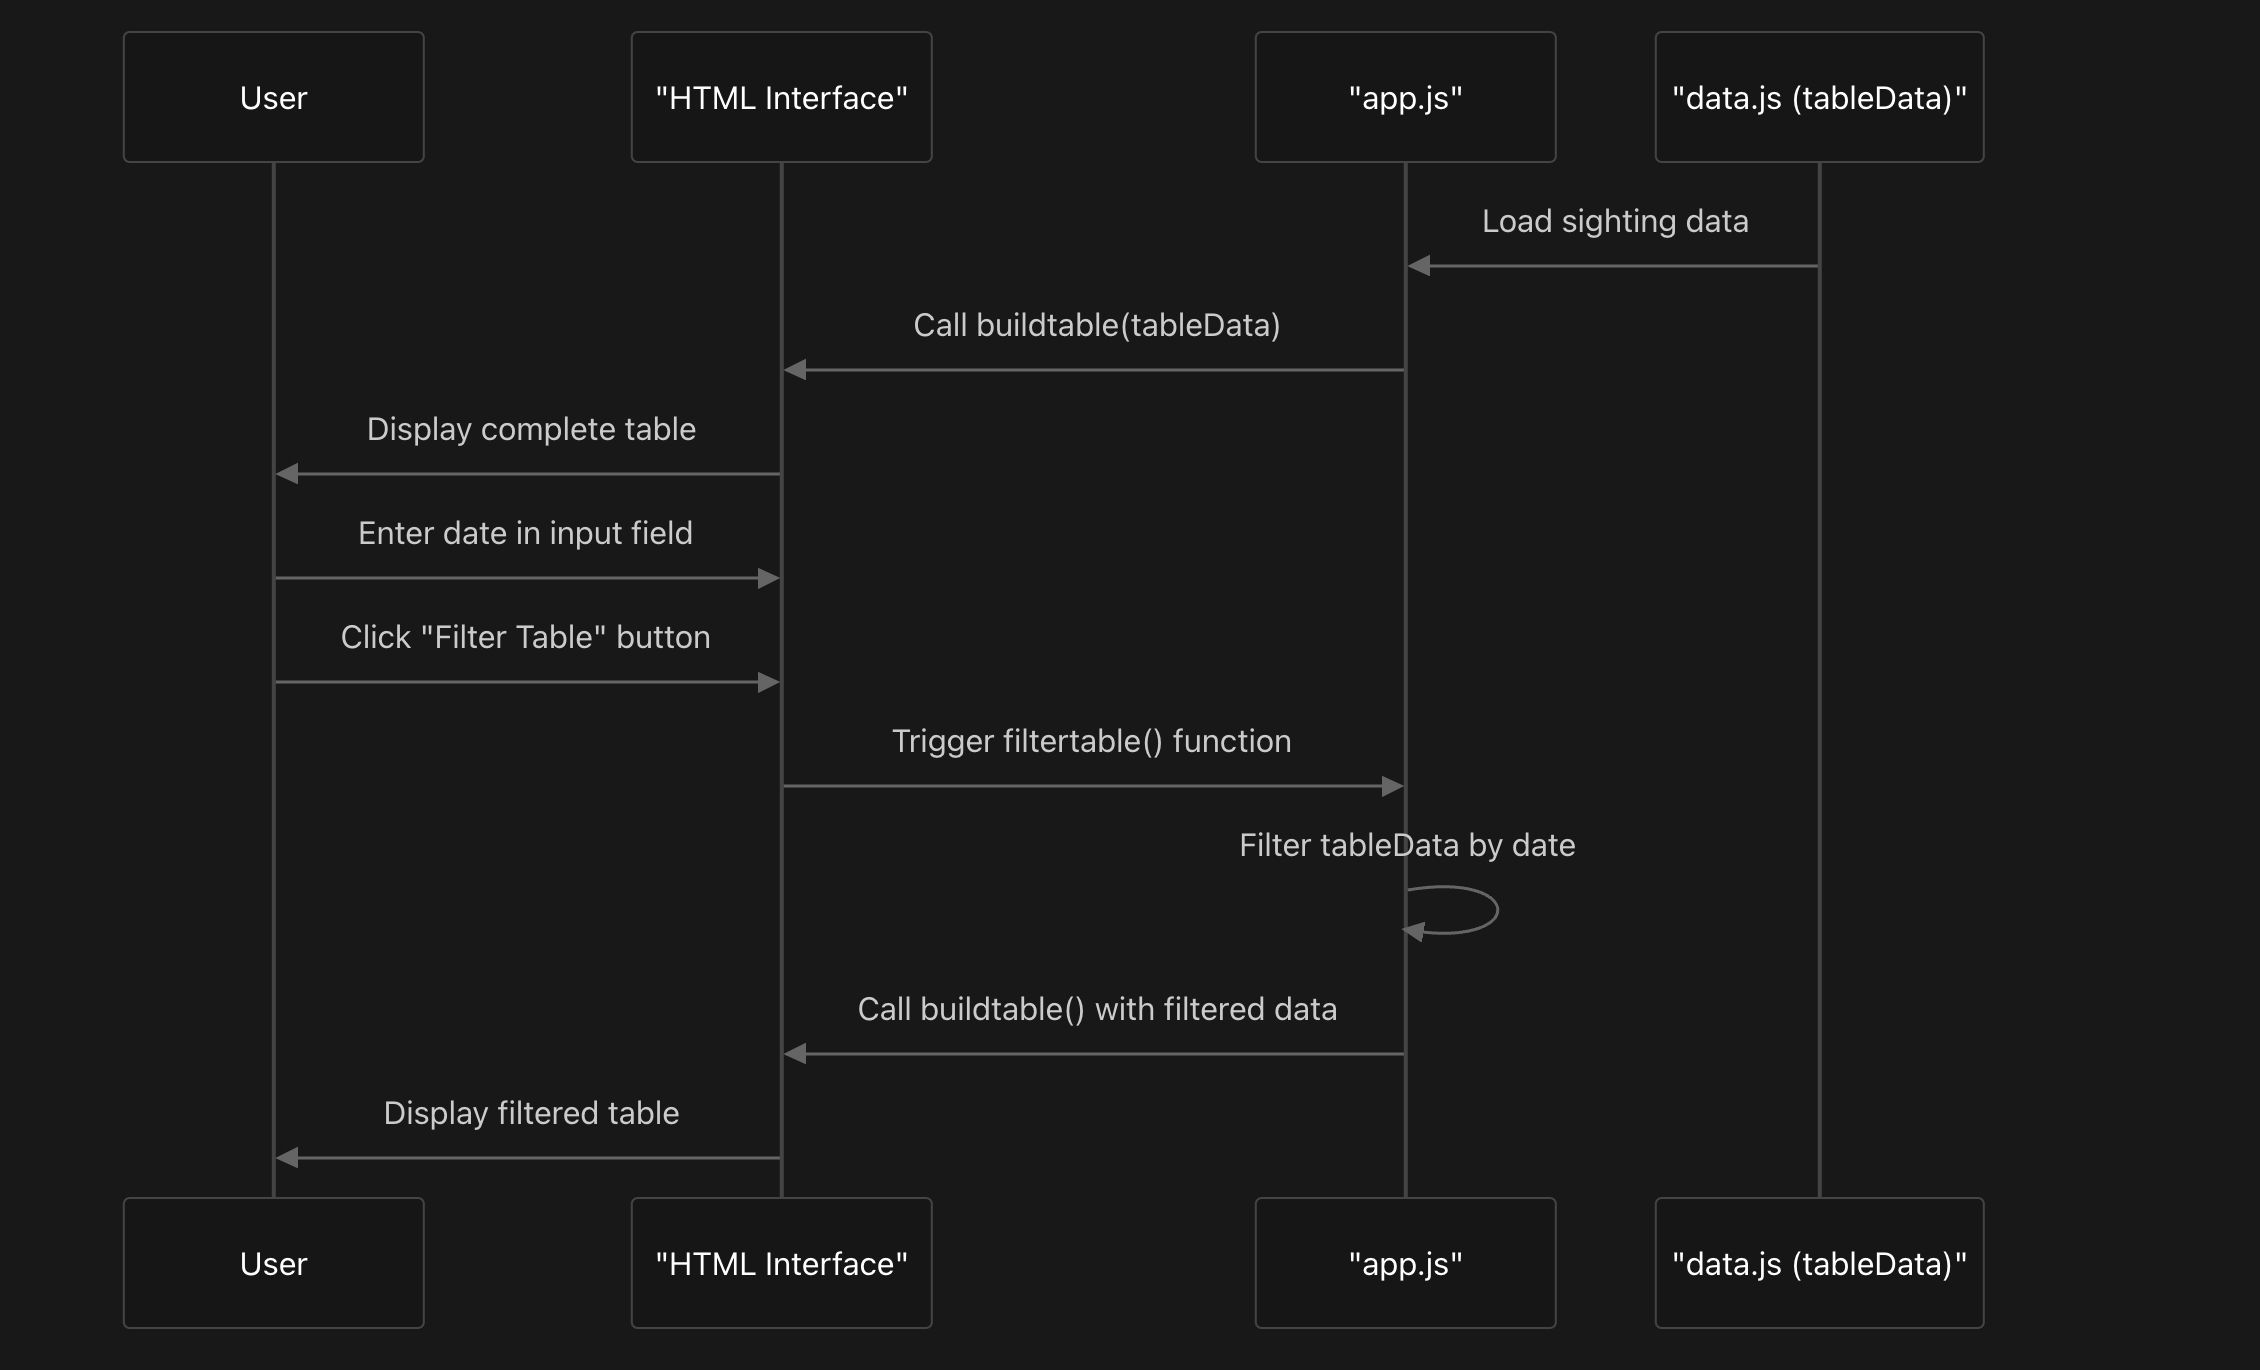 User
"HTML Interface"
"app.js"
"data.js (tableData)"
Load sighting data
Call buildtable(tableData)
Display complete table
Enter date in input field
Click "Filter Table" button
Trigger filtertable() function
Filter tableData by date
Call buildtable() with filtered data
Display filtered table
User
"HTML Interface"
"app.js"
"data.js (tableData)"